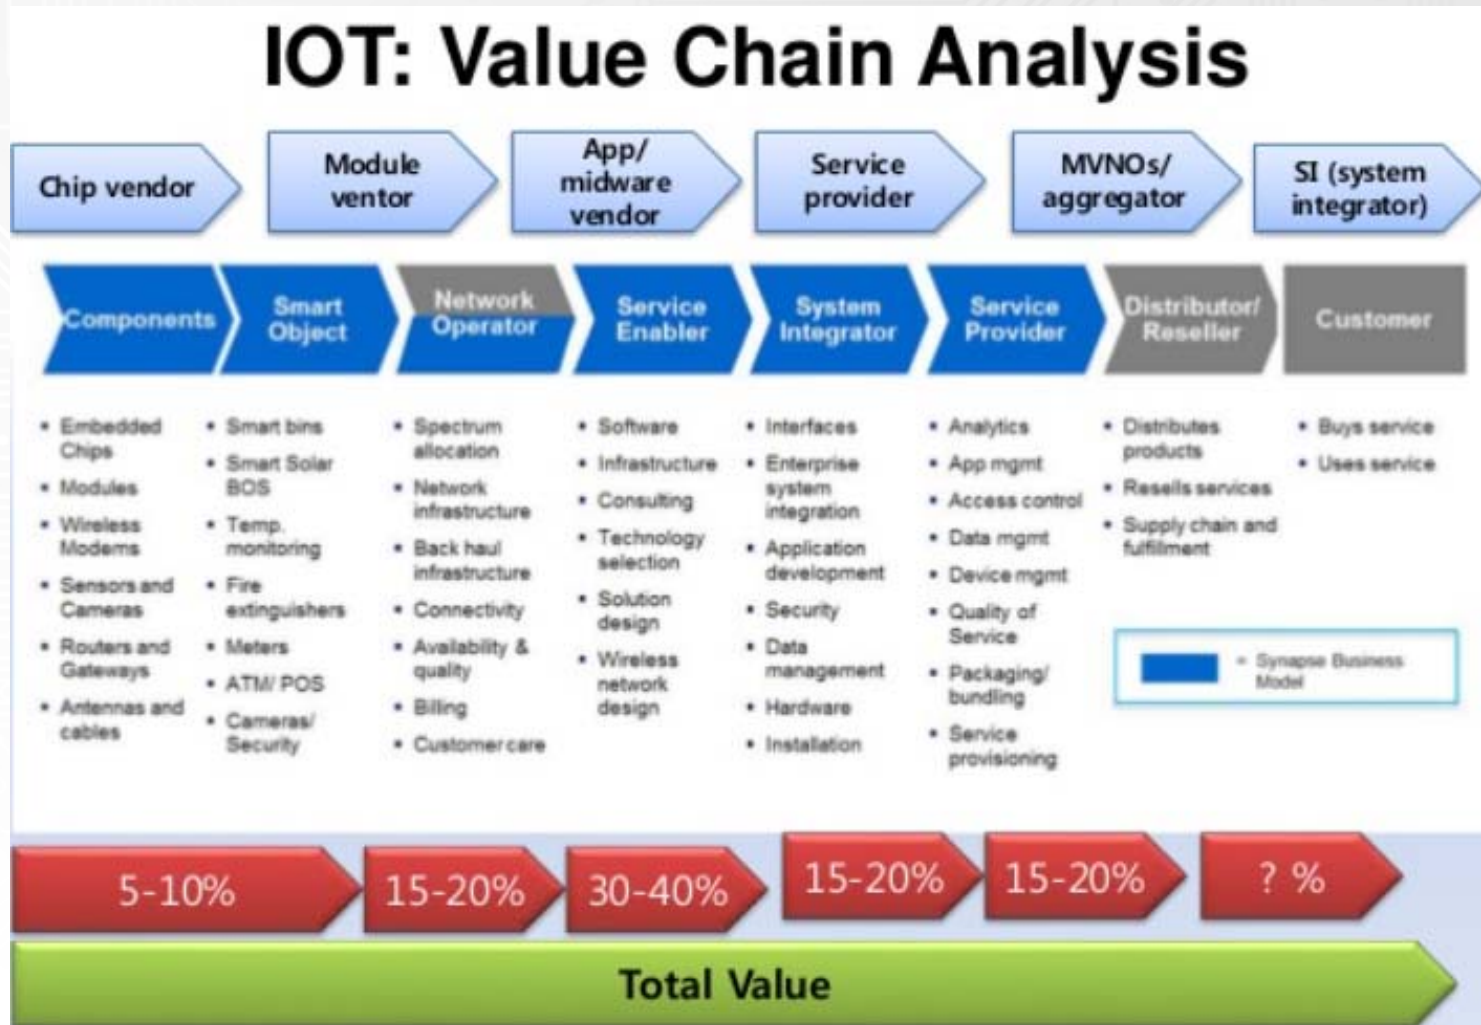 IOT: Value Chain Analysis
Chip vendor
Module
ventor
App/
midware
vendor
Service
provider
MVNOs/
aggregator
SI (system
integrator)
Components
Smart
Object
Network
Operator
Service
Enabler
System
Integrator
Service
Provider
Distributor/
Reseller
Customer
• Embedded
Chips
• Modules
• Wireless
Modems
• Sensors and
Cameras
• Routers and
Gateways
• Antennas and
cables
• Smart bins
• Smart Solar
BOS
• Temp.
monitoring
• Fire
extinguishers
• Meters
• ATM/ POS
• Cameras/
Security
• Spectrum
allocation
• Network
infrastructure
• Back haul
infrastructure
• Connectivity
• Availability &
quality
• Billing
• Customer care
• Software
• Infrastructure
• Consulting
• Technology
selection
• Solution
design
• Wireless
network
design
• Interfaces
• Enterprise
system
integration
• Application
development
• Security
• Data
management
• Hardware
• Installation
• Analytics
• App mgmt
• Access control
• Data mgmt
• Device mgmt
• Quality of
Service
• Packaging/
bundling
• Service
provisioning
• Distributes
products
• Resells services
• Supply chain and
fulfillment
• Buys service
• Uses service
= Synapse Business
Model
5-10%
15-20%
30-40%
15-20%
15-20%
? %
Total Value